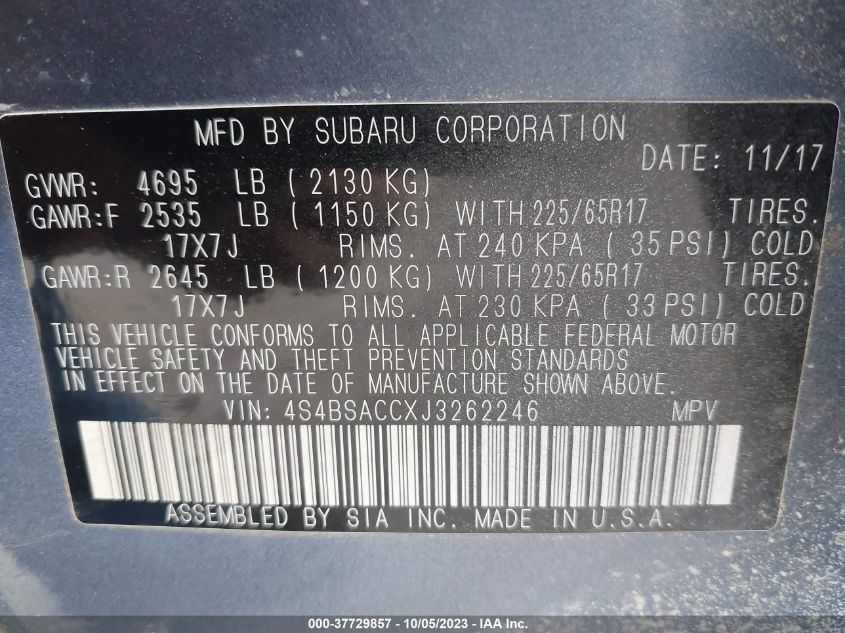 MFD BY SUBARU CORPORATION
DATE: 11/17
GVWR: 4695 LB ( 2130 KG)
GAWR:F 2535 LB ( 1150 KG) WITH 225/65R17 TIRES.
17X7J RIMS. AT 240 KPA ( 35 PSI) COLD
GAWR:R 2645 LB ( 1200 KG) WITH 225/65R17 TIRES.
17X7J RIMS. AT 230 KPA ( 33 PSI) COLD
THIS VEHICLE CONFORMS TO ALL APPLICABLE FEDERAL MOTOR
VEHICLE SAFETY AND THEFT PREVENTION STANDARDS
IN EFFECT ON THE DATE OF MANUFACTURE SHOWN ABOVE.
VIN: 4S4BSACCXJ3262246 MPV
ASSEMBLED BY SIA INC. MADE IN U.S.A.
000-37729857 - 10/05/2023 - IAA Inc.